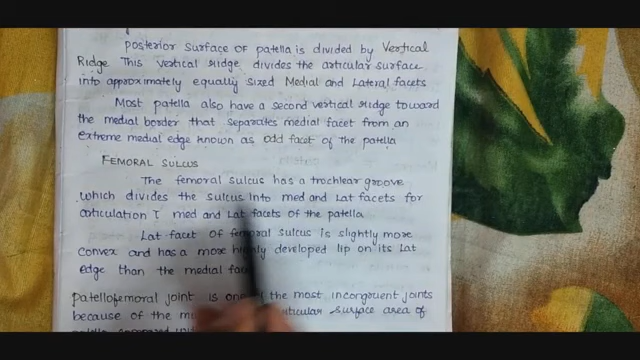 posterior surface of patella is divided by Vertical
Ridge This vertical ridge divides the articular surface
into approximately equally sized Medial and Lateral facets
Most patella also have a second vertical ridge toward
the medial border that separates medial facet from an
extreme medial edge known as odd facet of the patella
FEMORAL SULCUS
The femoral sulcus has a trochlear groove
which divides the sulcus into med and Lat facets for
articulation c̄ med and Lat facets of the patella
Lat facet of femoral sulcus is slightly more
convex and has a more highly developed lip on its Lat
edge than the medial
patellofemoral joint is one of the most incongruent joints
because of the surface area of